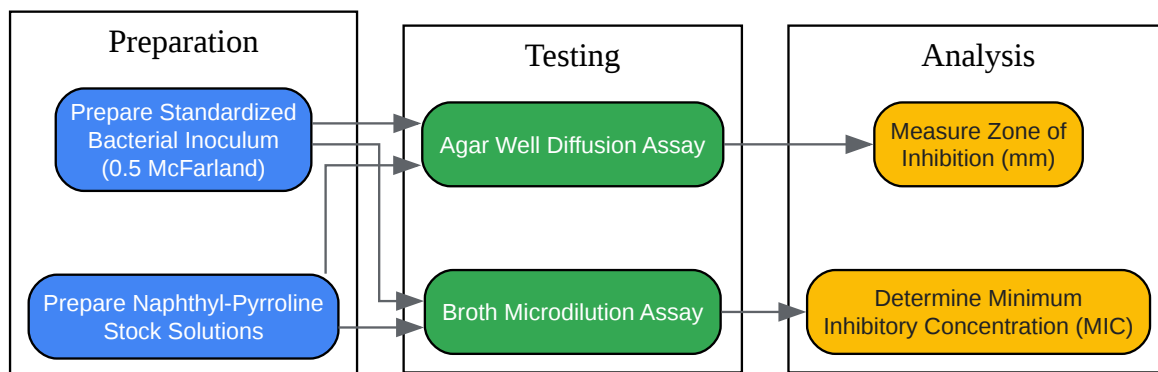 Preparation
Prepare Standardized
Bacterial Inoculum
(0.5 McFarland)
Prepare Naphthyl-Pyrroline
Stock Solutions
Testing
Agar Well Diffusion Assay
Broth Microdilution Assay
Analysis
Measure Zone of
Inhibition (mm)
Determine Minimum
Inhibitory Concentration (MIC)